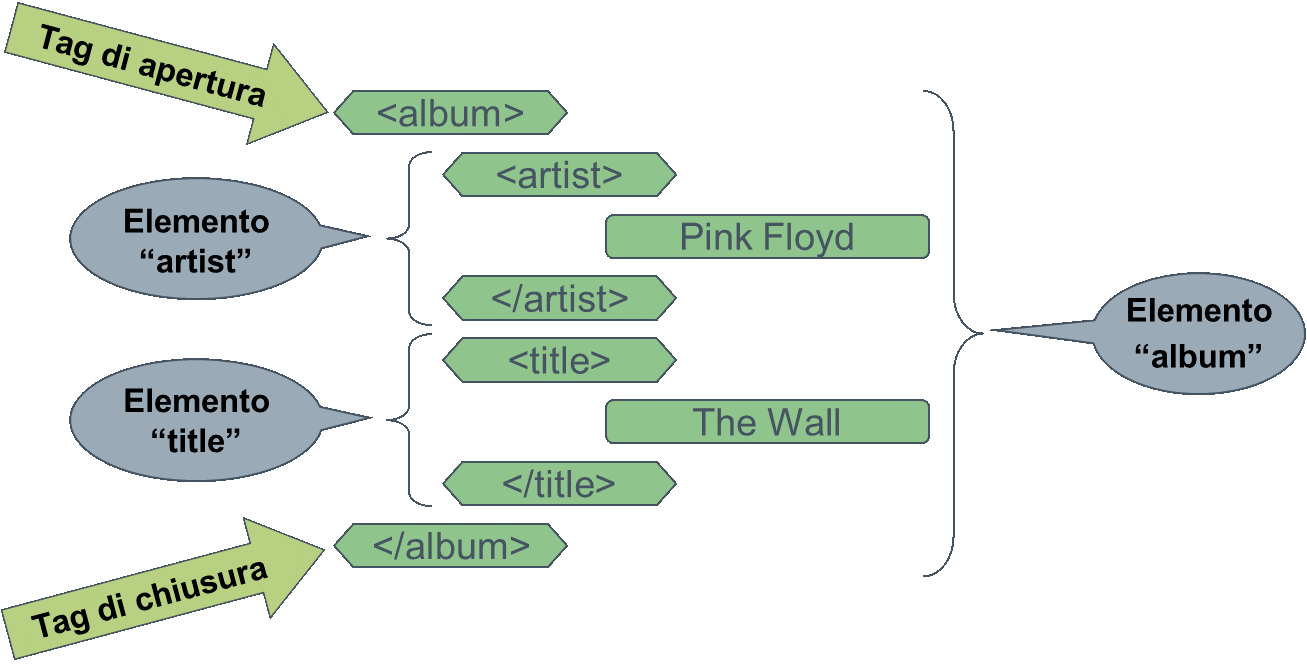 Tag di apertura
<album>
<artist>
Elemento
“artist”
Pink Floyd
</artist>
<title>
Elemento
“title”
The Wall
</title>
</album>
Tag di chiusura
Elemento
“album”